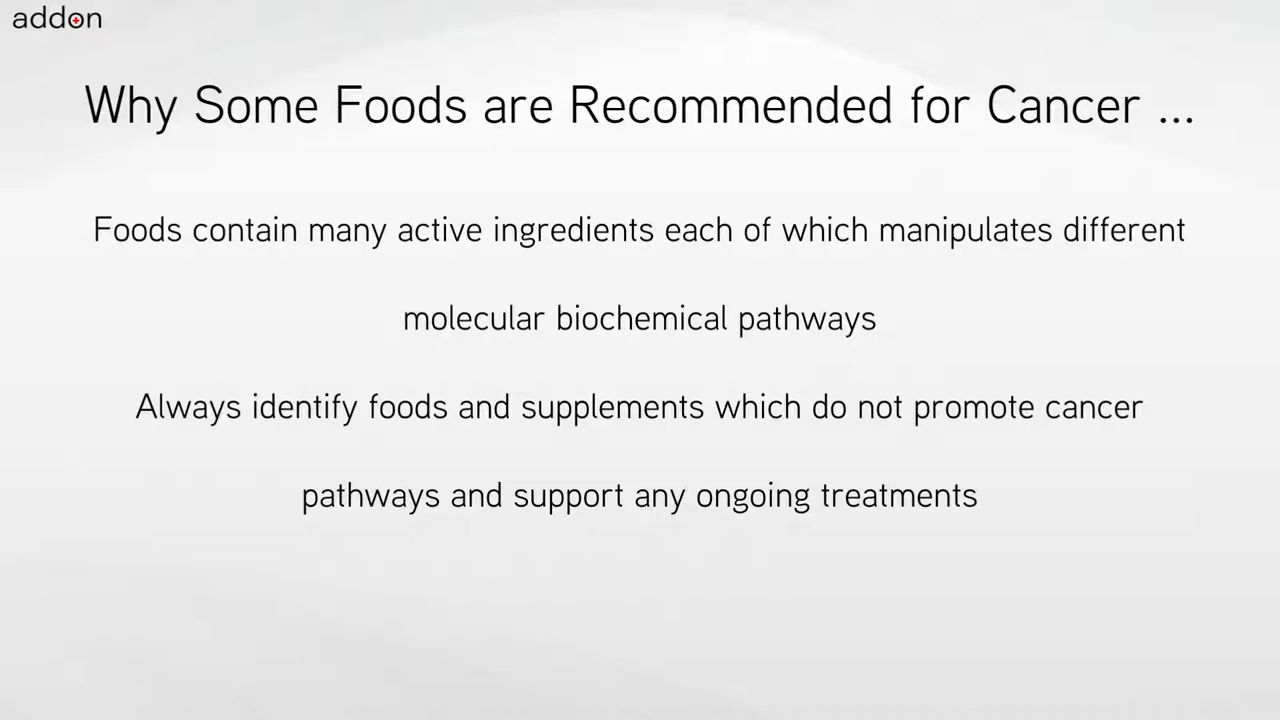 addon
Why Some Foods are Recommended for Cancer ...
Foods contain many active ingredients each of which manipulates different
molecular biochemical pathways
Always identify foods and supplements which do not promote cancer
pathways and support any ongoing treatments